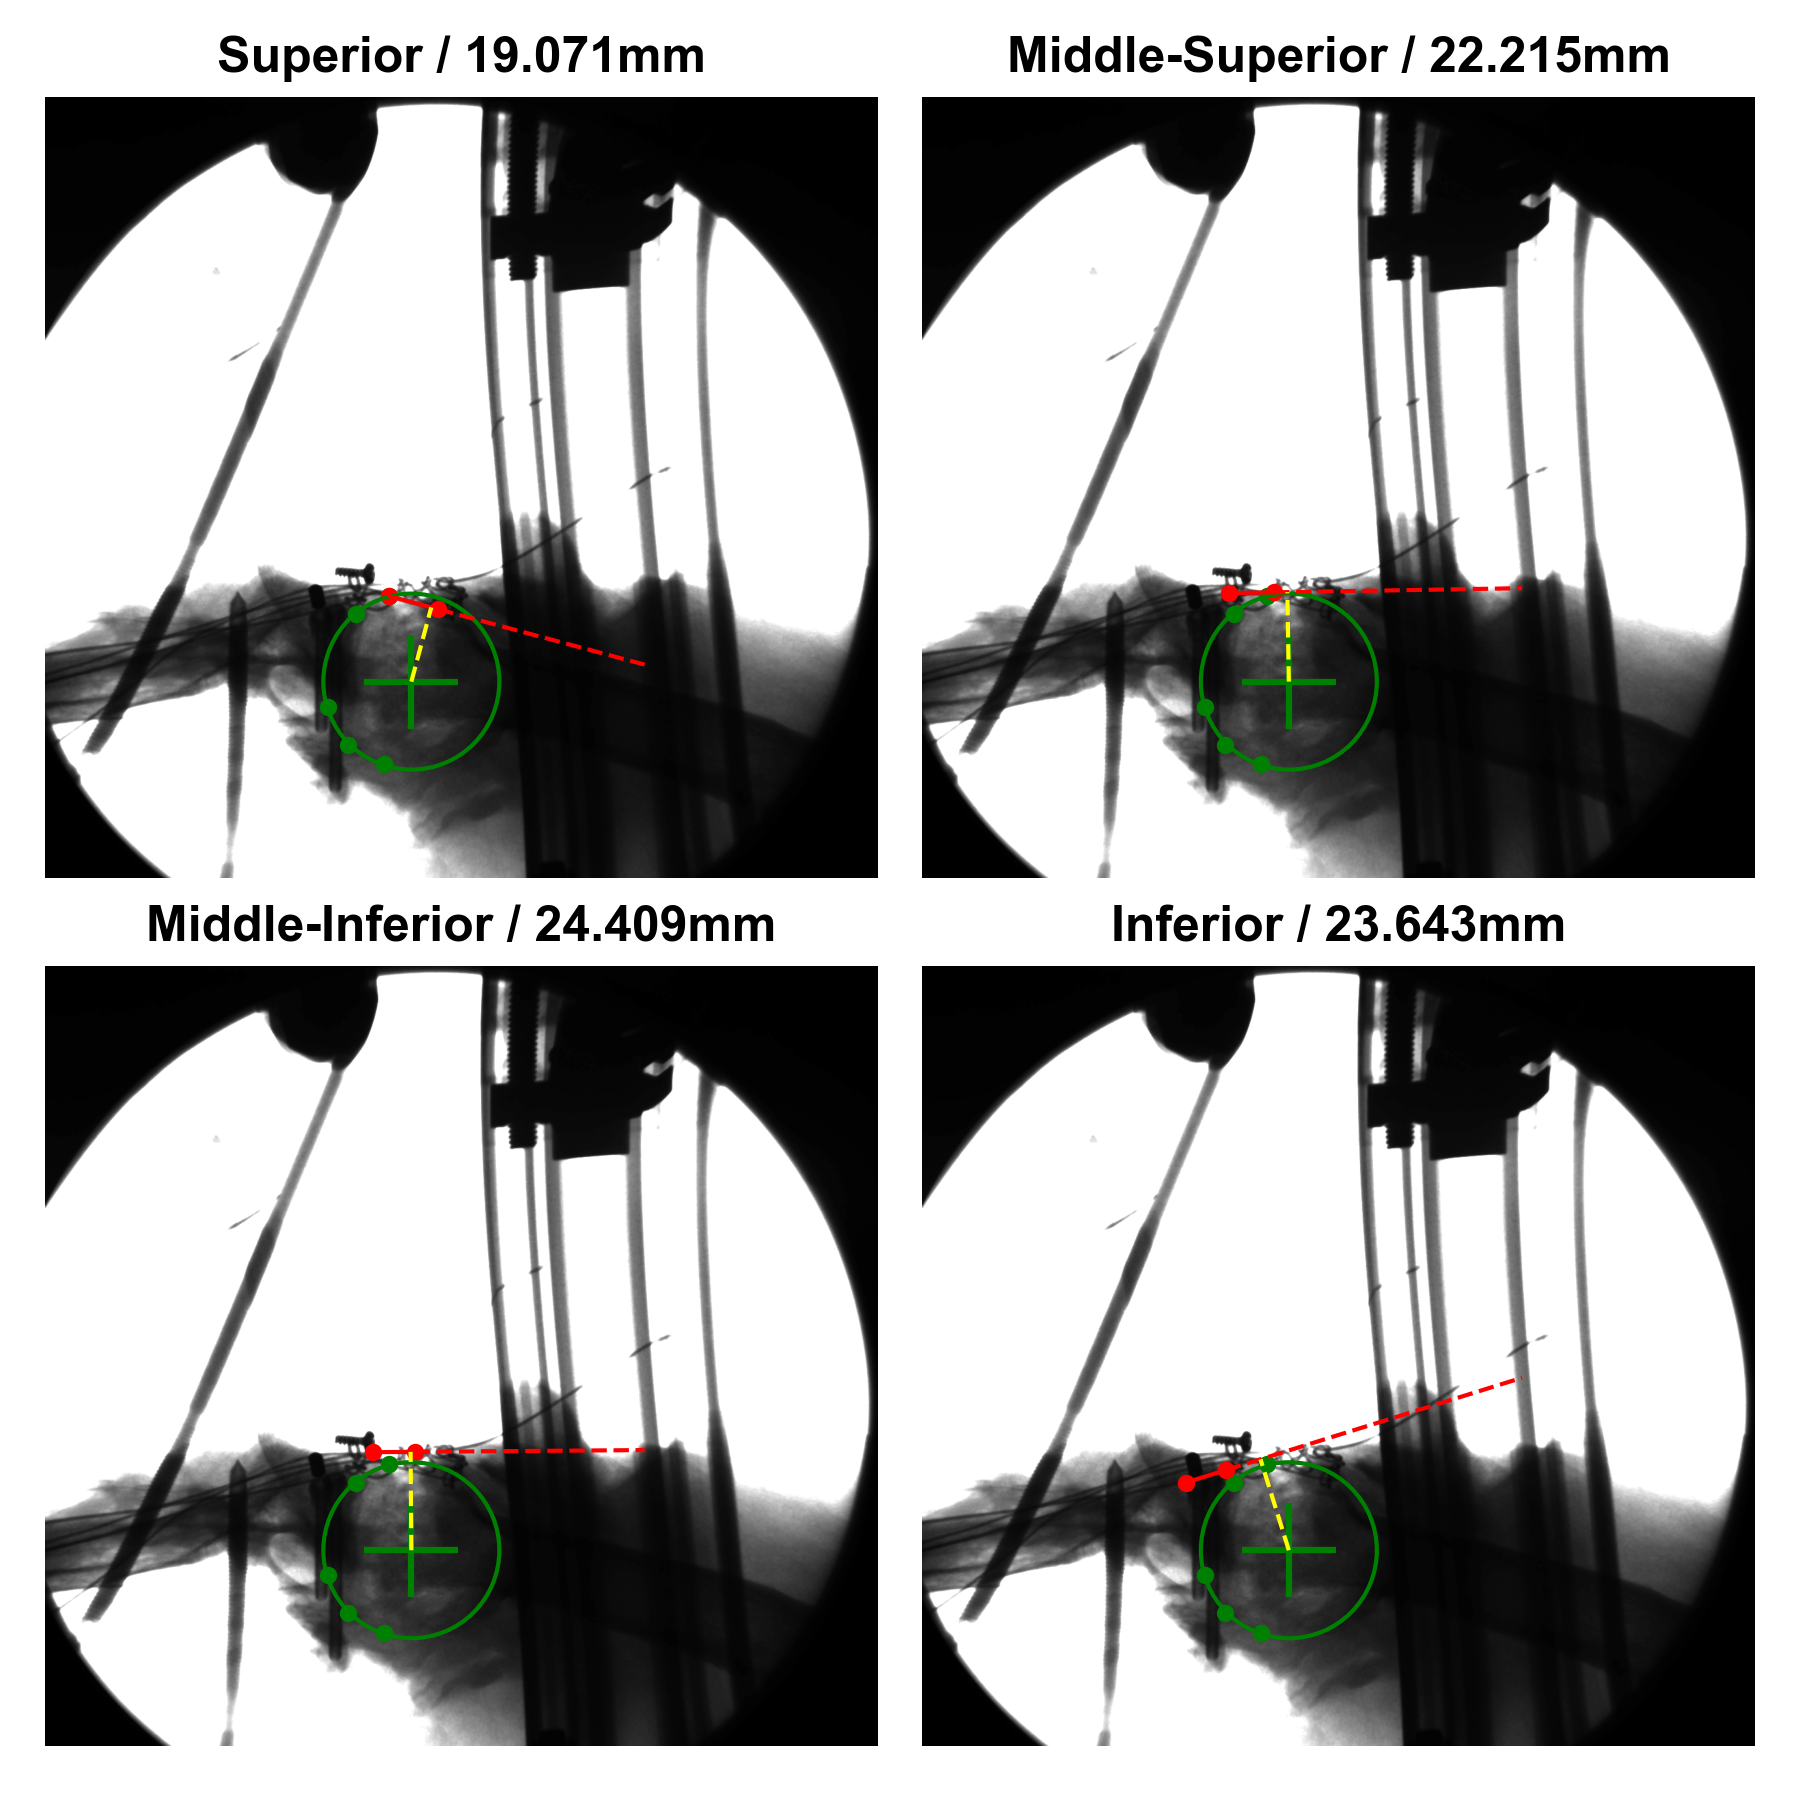 Superior / 19.071mm
Middle-Superior / 22.215mm
Middle-Inferior / 24.409mm
Inferior / 23.643mm